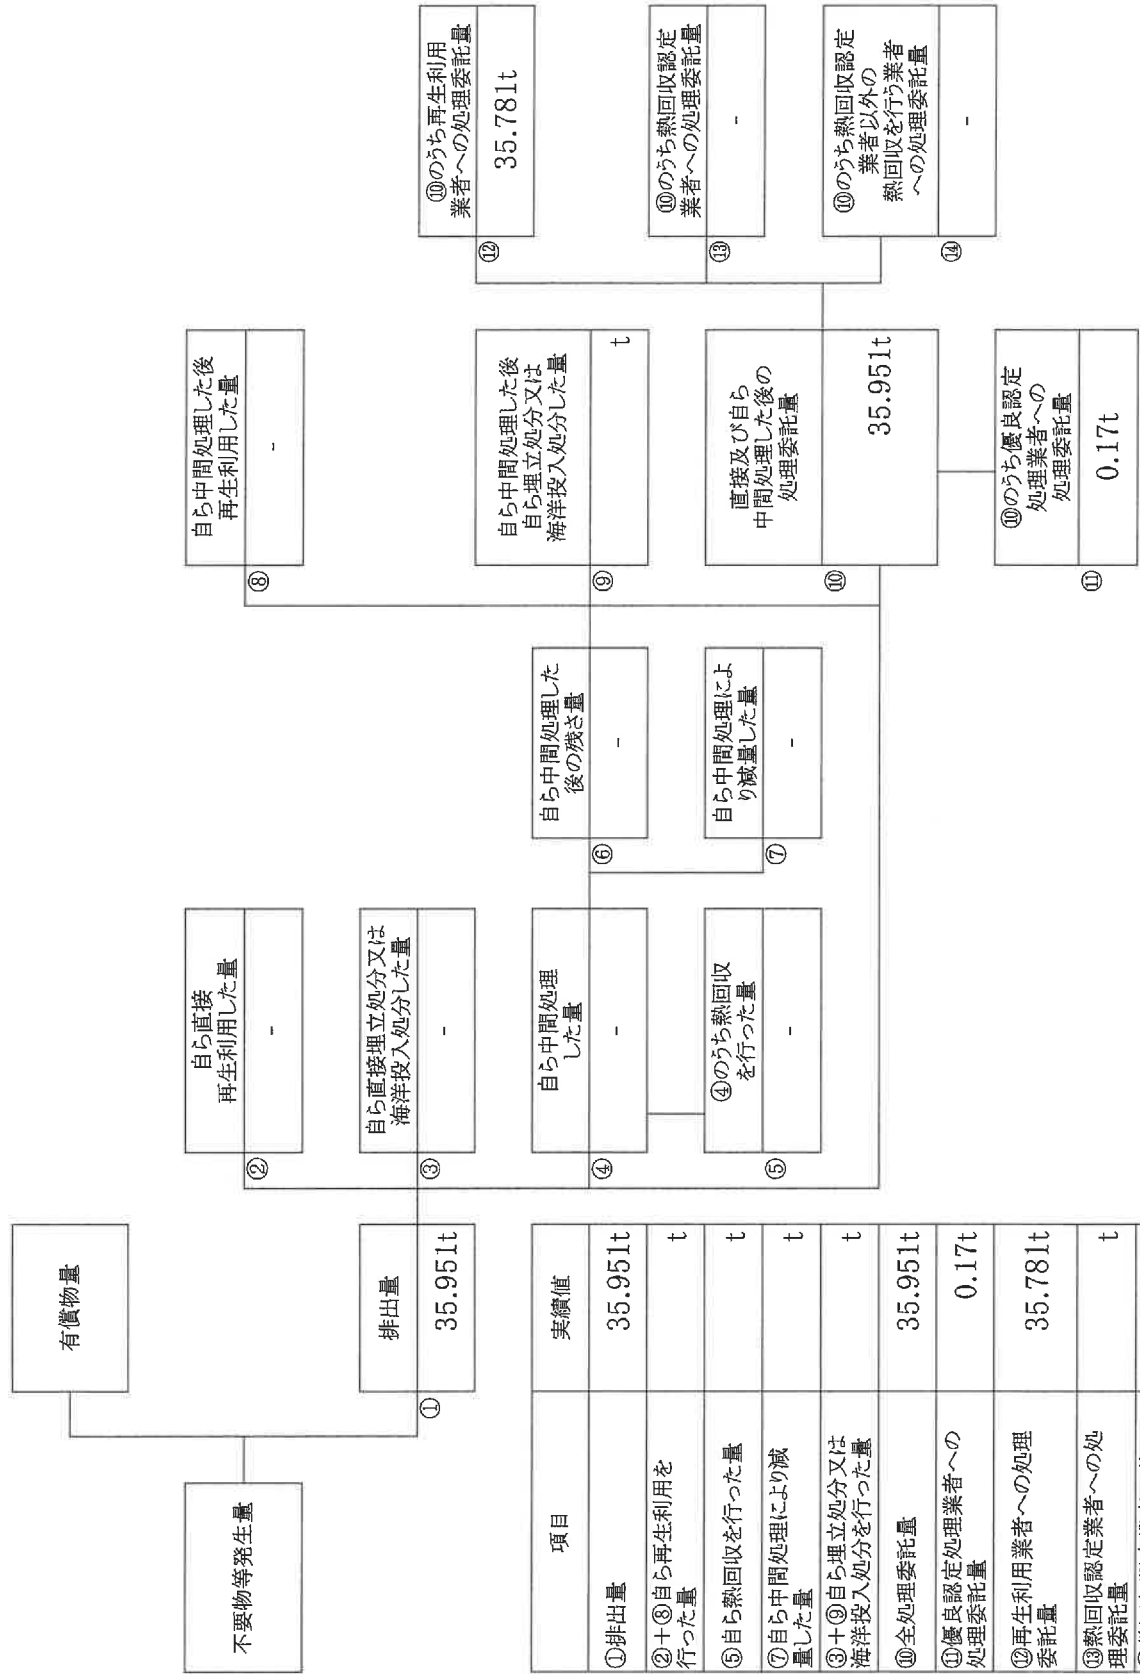 不要物等発生量
有償物量
排出量
①
35.951t
自ら直接
再生利用した量
②
-
自ら直接埋立処分又は
海洋投入処分した量
③
-
自ら中間処理
した量
④
-
④のうち熱回収
を行った量
⑤
-
自ら中間処理した
後の残さ量
⑥
-
自ら中間処理によ
り減量した量
⑦
-
自ら中間処理した後
再生利用した量
⑧
-
自ら中間処理した後
自ら埋立処分又は
海洋投入処分した量
⑨
t
直接及び自ら
中間処理した後の
処理委託量
⑩
35.951t
⑩のうち優良認定
処理業者への
処理委託量
⑪
0.17t
⑩のうち再生利用
業者への処理委託量
⑫
35.781t
⑩のうち熱回収認定
業者への処理委託量
⑬
-
⑩のうち熱回収認定
業者以外の
熱回収を行う業者
への処理委託量
⑭
-
項目 実績値
①排出量 35.951t
②+⑧自ら再生利用を
行った量 t
⑤自ら熱回収を行った量 t
⑦自ら中間処理により減
量した量 t
③+⑨自ら埋立処分又は
海洋投入処分を行った量 t
⑩全処理委託量 35.951t
⑪優良認定処理業者への
処理委託量 0.17t
⑫再生利用業者への処理
委託量 35.781t
⑬熱回収認定業者への処
理委託量 t